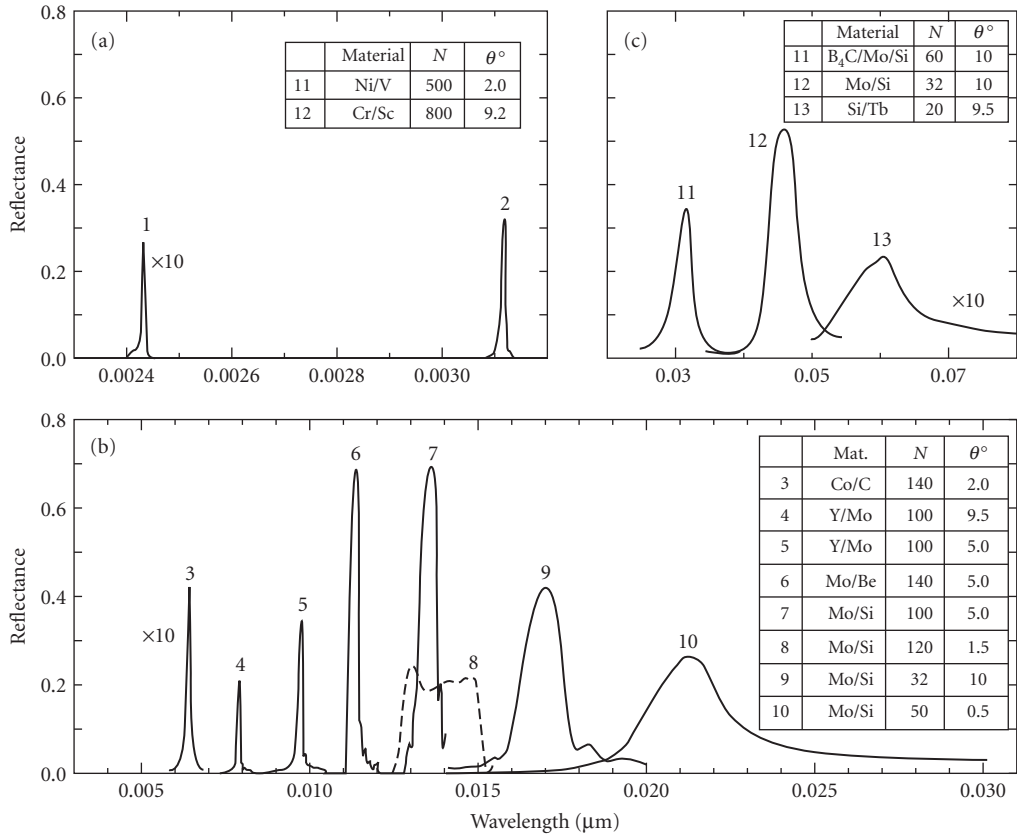 (a)
Material N θ°
11 Ni/V 500 2.0
12 Cr/Sc 800 9.2
1
×10
2
Reflectance
0.8
0.6
0.4
0.2
0.0
0.0024 0.0026 0.0028 0.0030
(c)
Material N θ°
11 B₄C/Mo/Si 60 10
12 Mo/Si 32 10
13 Si/Tb 20 9.5
12
11
13
×10
0.03 0.05 0.07
(b)
Mat. N θ°
3 Co/C 140 2.0
4 Y/Mo 100 9.5
5 Y/Mo 100 5.0
6 Mo/Be 140 5.0
7 Mo/Si 100 5.0
8 Mo/Si 120 1.5
9 Mo/Si 32 10
10 Mo/Si 50 0.5
3
×10
4
5
6
7
8
9
10
Reflectance
0.8
0.6
0.4
0.2
0.0
0.005 0.010 0.015 0.020 0.025 0.030
Wavelength (μm)